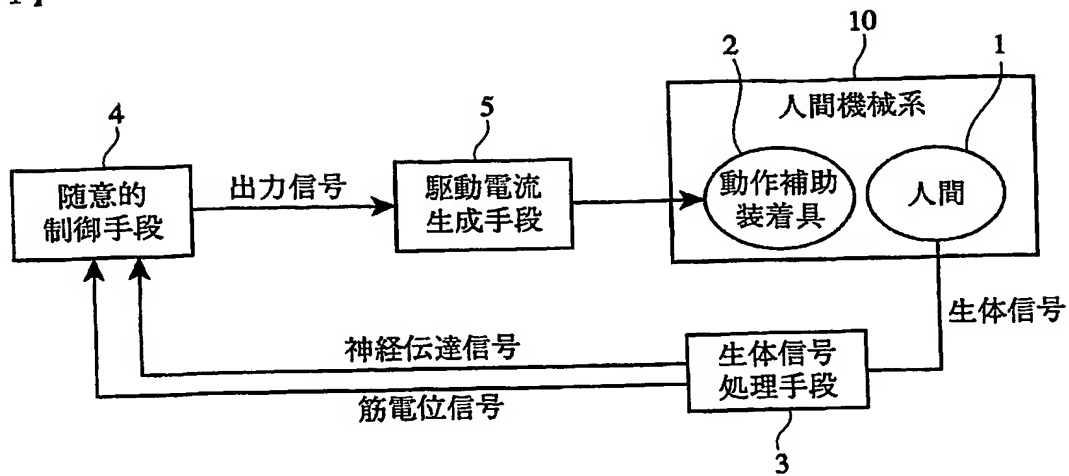 1】
10
2
1
人間機械系
4
5
随意的
制御手段
出力信号
駆動電流
生成手段
動作補助
装着具
人間
生体信号
神経伝達信号
筋電位信号
生体信号
処理手段
3